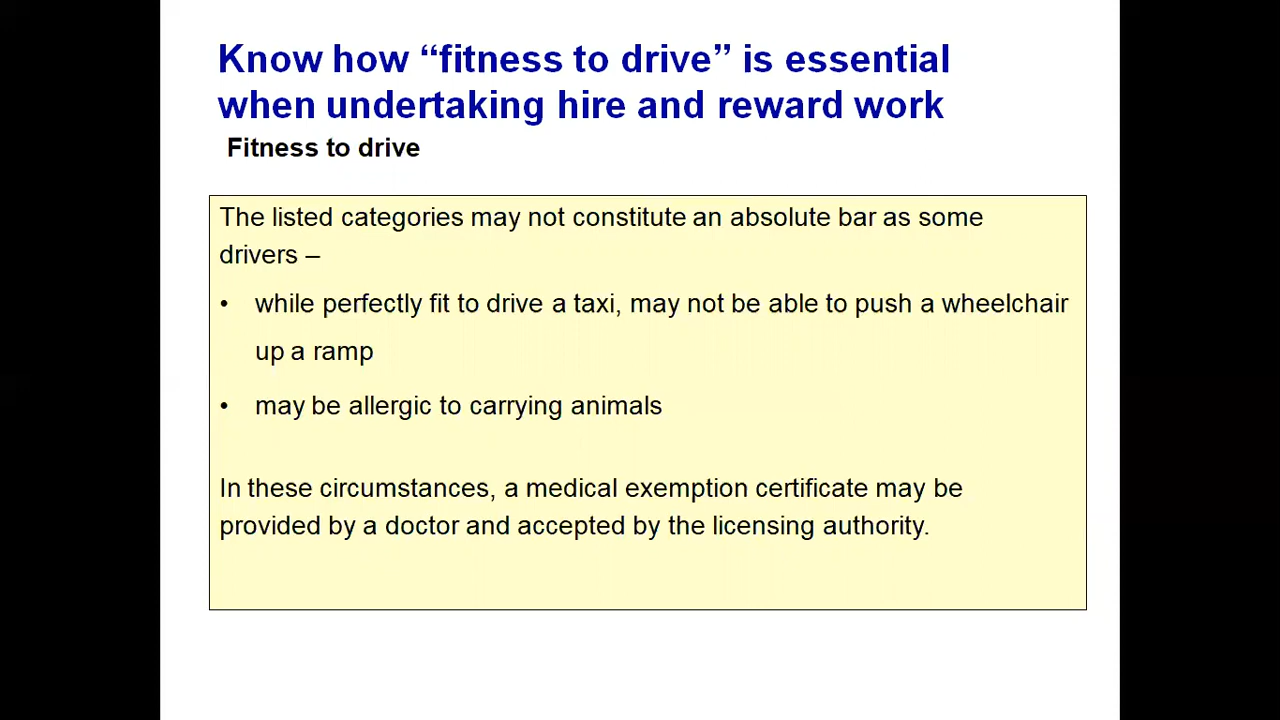 Know how “fitness to drive” is essential
when undertaking hire and reward work
Fitness to drive
The listed categories may not constitute an absolute bar as some
drivers –
• while perfectly fit to drive a taxi, may not be able to push a wheelchair
up a ramp
• may be allergic to carrying animals
In these circumstances, a medical exemption certificate may be
provided by a doctor and accepted by the licensing authority.